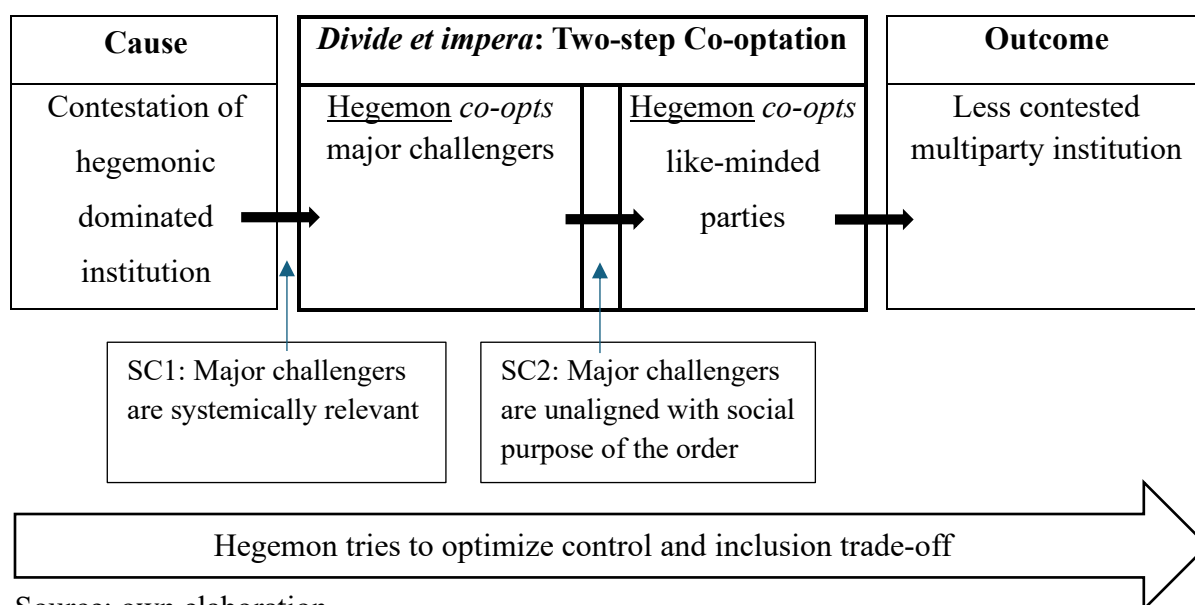 Cause
Divide et impera: Two-step Co-optation
Outcome
Contestation of
hegemonic
dominated
institution
Hegemon co-opts
major challengers
Hegemon co-opts
like-minded
parties
Less contested
multiparty institution
SC1: Major challengers
are systemically relevant
SC2: Major challengers
are unaligned with social
purpose of the order
Hegemon tries to optimize control and inclusion trade-off
Source: own elaboration